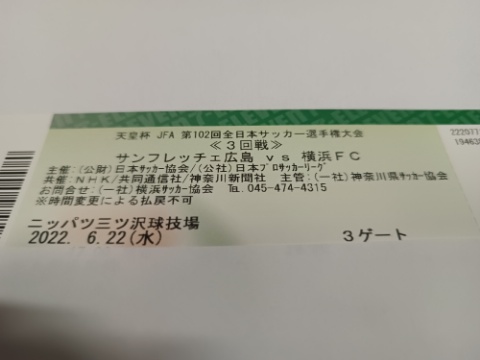 天皇杯 JFA 第102回全日本サッカー選手権大会
≪3回戦≫
サンフレッチェ広島 vs 横浜FC
主催:(公財)日本サッカー協会/(公社)日本プロサッカーリーグ
共催:NHK/共同通信社/神奈川新聞社 主管:(一社)神奈川県サッカー協会
お問合せ:(一社)横浜サッカー協会 ℡045-474-4315
※時間変更による払戻不可
ニッパツ三ツ沢球技場
2022. 6.22(水) 3ゲート
222077
194630